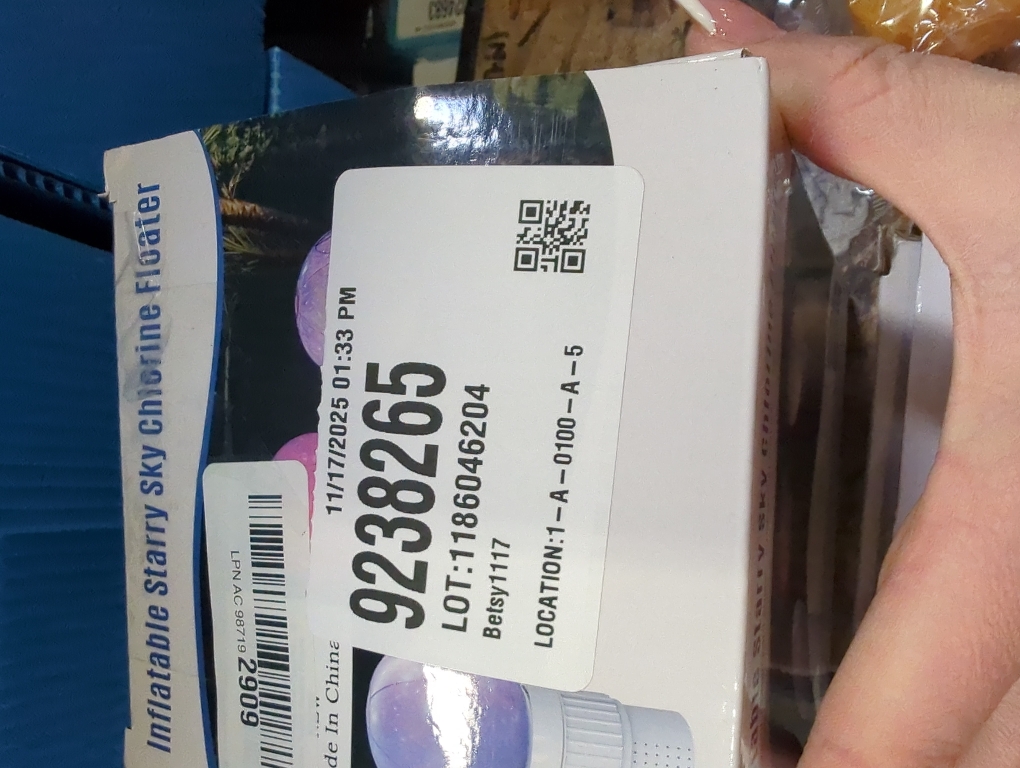 Inflatable Starry Sky Chlorine Floater
LPN AC 98719 2909
de In China
11/17/2025 01:33 PM
9238265
LOT:1186046204
Betsy1117
LOCATION:1-A-0100-A-5